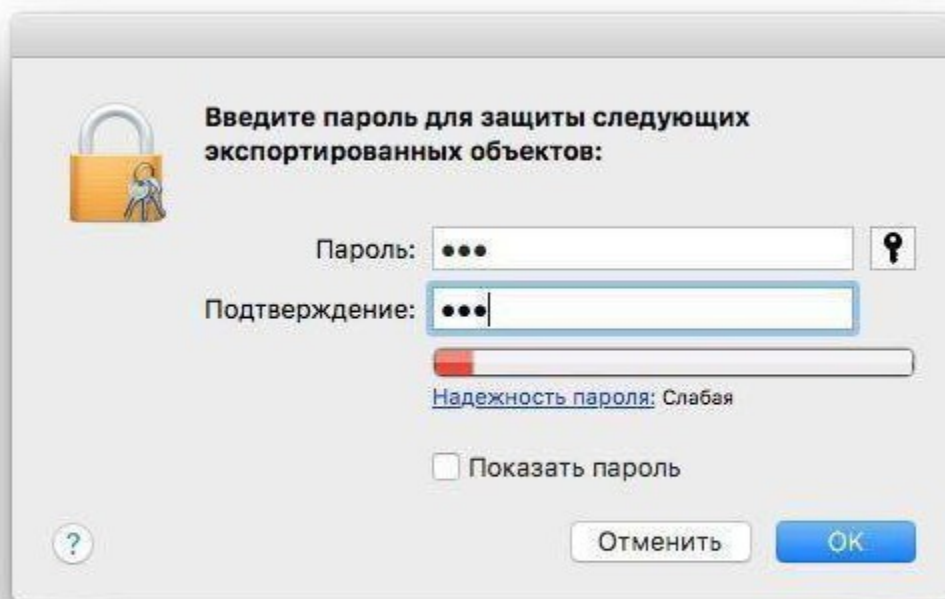 Введите пароль для защиты следующих
экспортированных объектов:
Пароль: •••
Подтверждение: •••
Надежность пароля: Слабая
Показать пароль
? Отменить OK